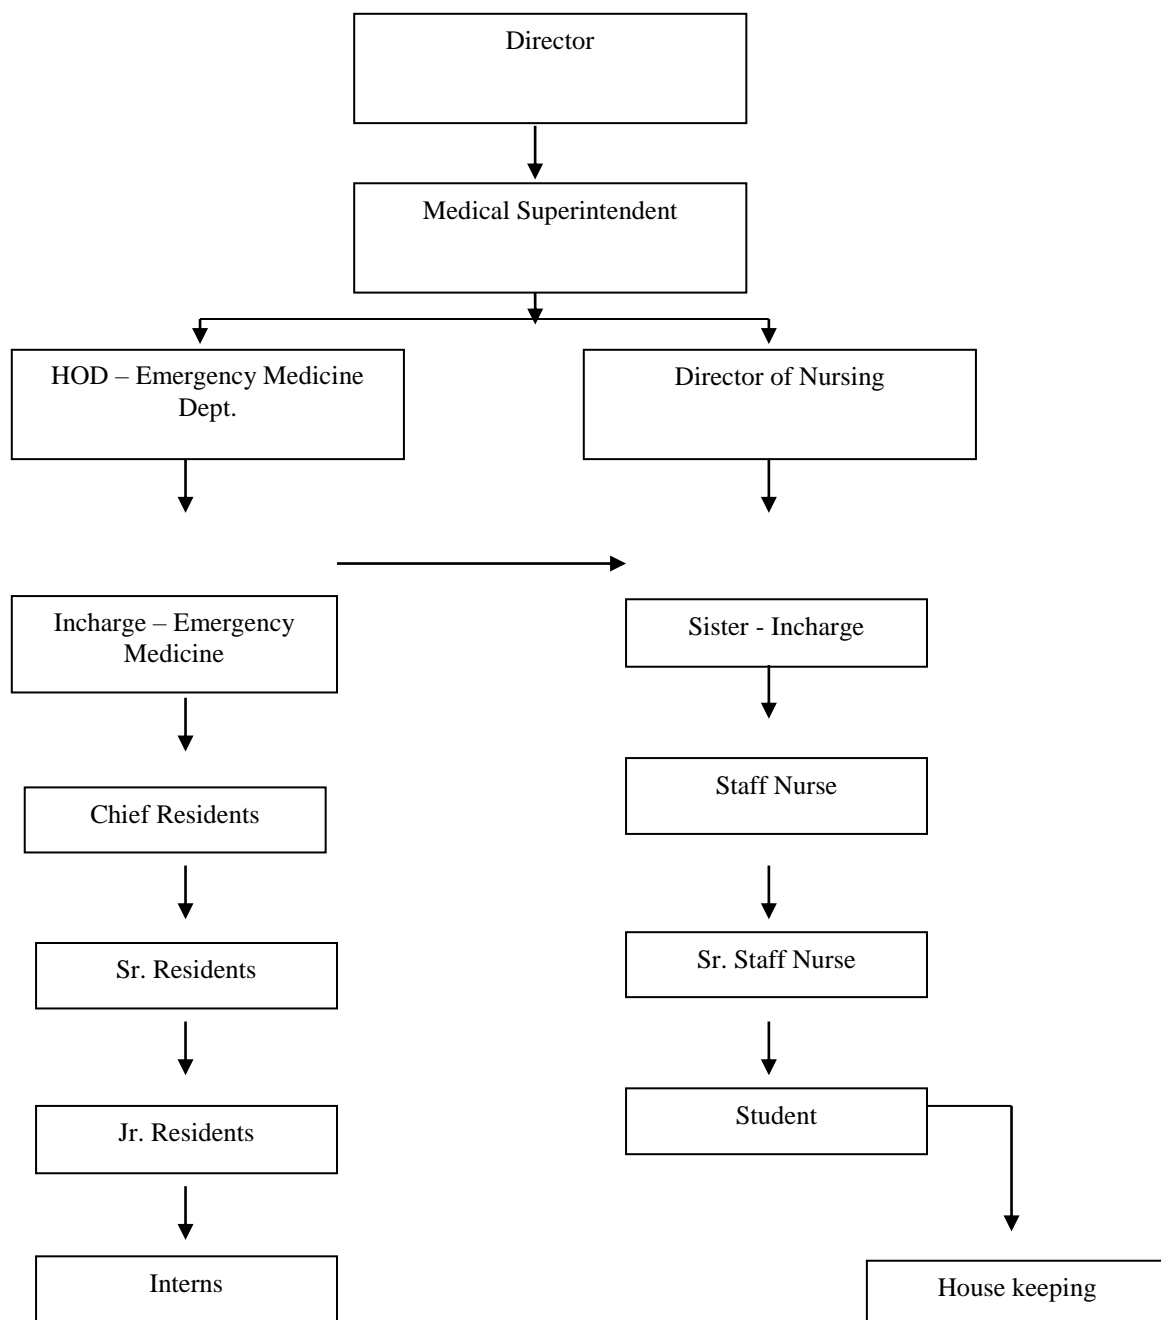 Director
Medical Superintendent
HOD – Emergency Medicine
Dept.
Director of Nursing
Incharge – Emergency
Medicine
Sister - Incharge
Staff Nurse
Chief Residents
Sr. Staff Nurse
Sr. Residents
Student
Jr. Residents
Interns
House keeping